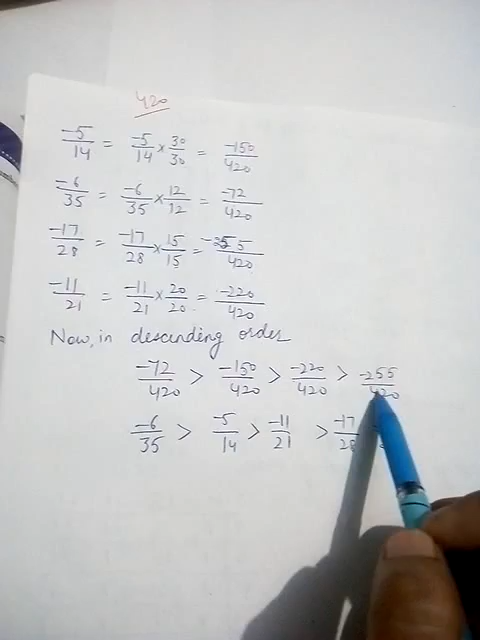 420
-5/14 = -5/14 × 30/30 = -150/420
-6/35 = -6/35 × 12/12 = -72/420
-17/28 = -17/28 × 15/15 = -255/420
-11/21 = -11/21 × 20/20 = -220/420
Now, in descending order
-72/420 > -150/420 > -220/420 > -255/420
-6/35 > -5/14 > -11/21 > -17/28